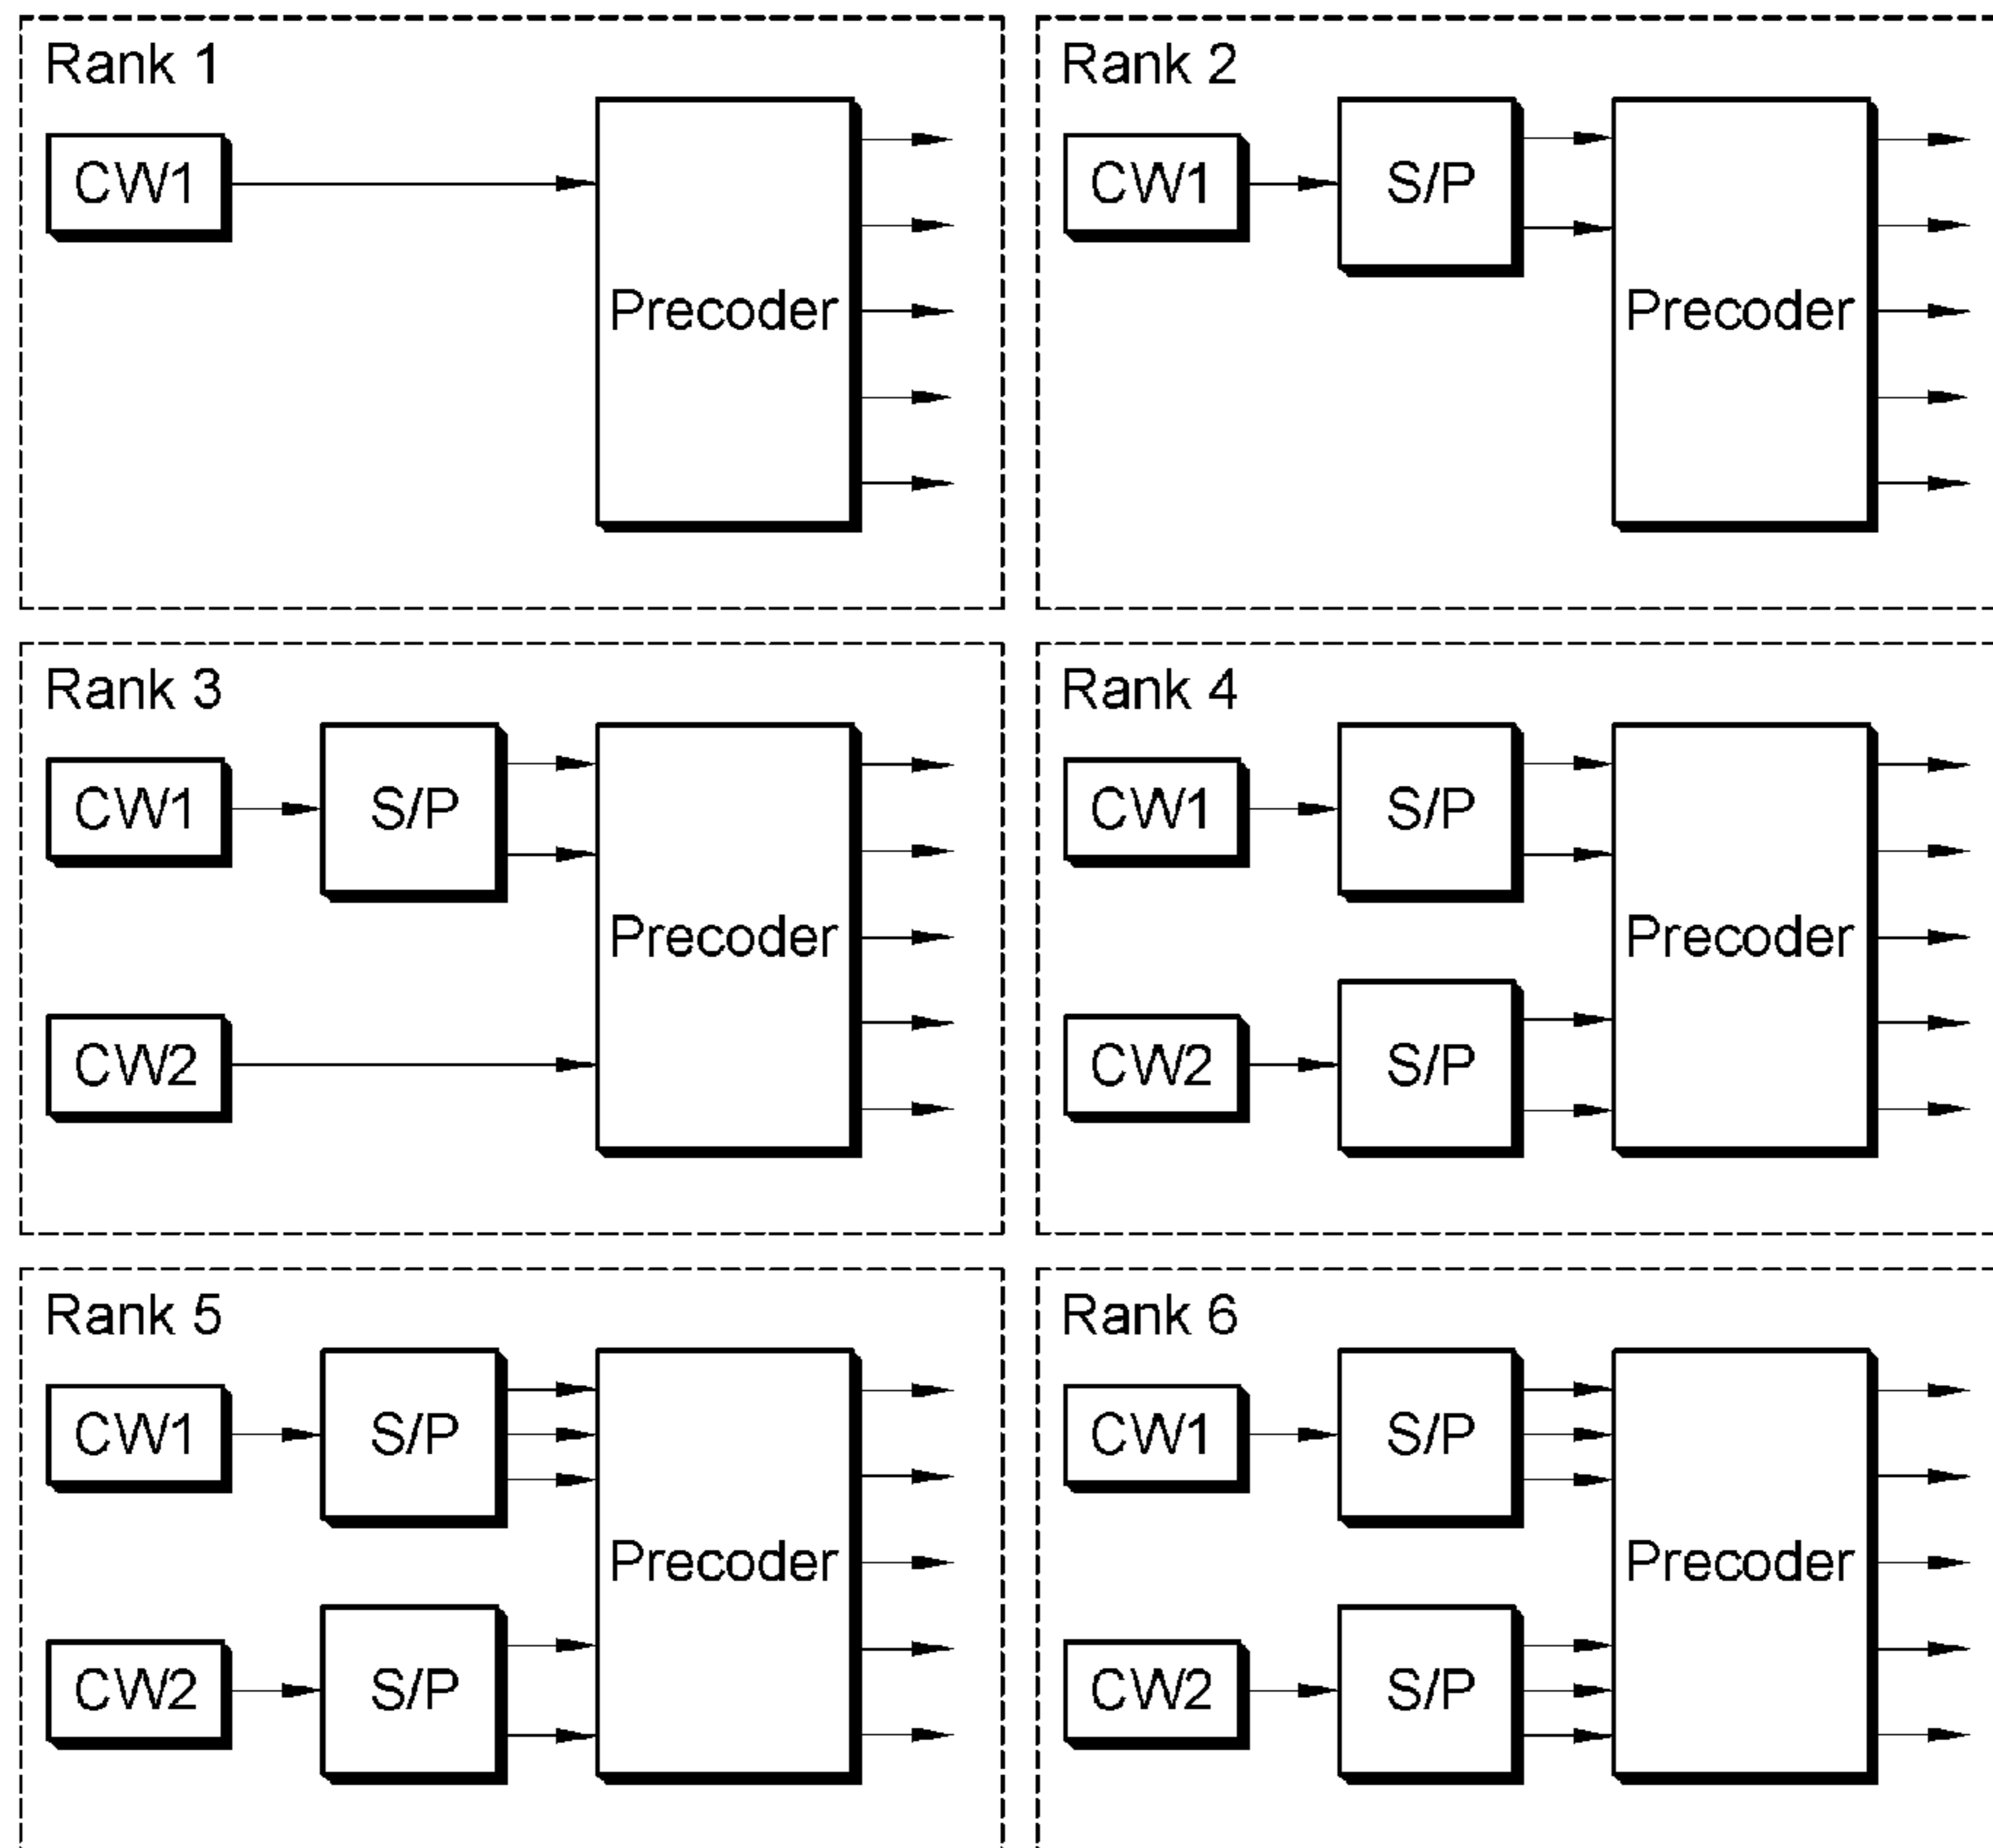 Rank 1
CW1
Precoder
Rank 2
CW1
S/P
Precoder
Rank 3
CW1
S/P
Precoder
CW2
Rank 4
CW1
S/P
Precoder
CW2
S/P
Rank 5
CW1
S/P
Precoder
CW2
S/P
Rank 6
CW1
S/P
Precoder
CW2
S/P